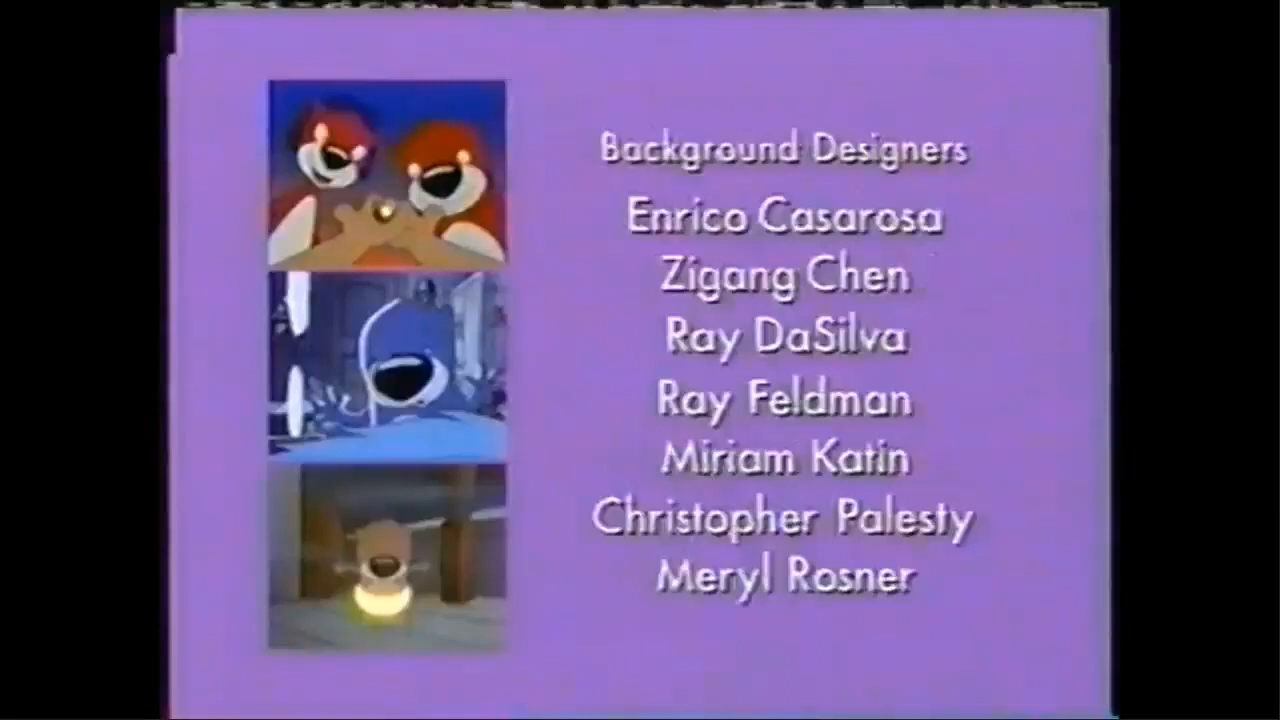 Background Designers
Enrico Casarosa
Zigang Chen
Ray DaSilva
Ray Feldman
Miriam Katin
Christopher Palesty
Meryl Rosner